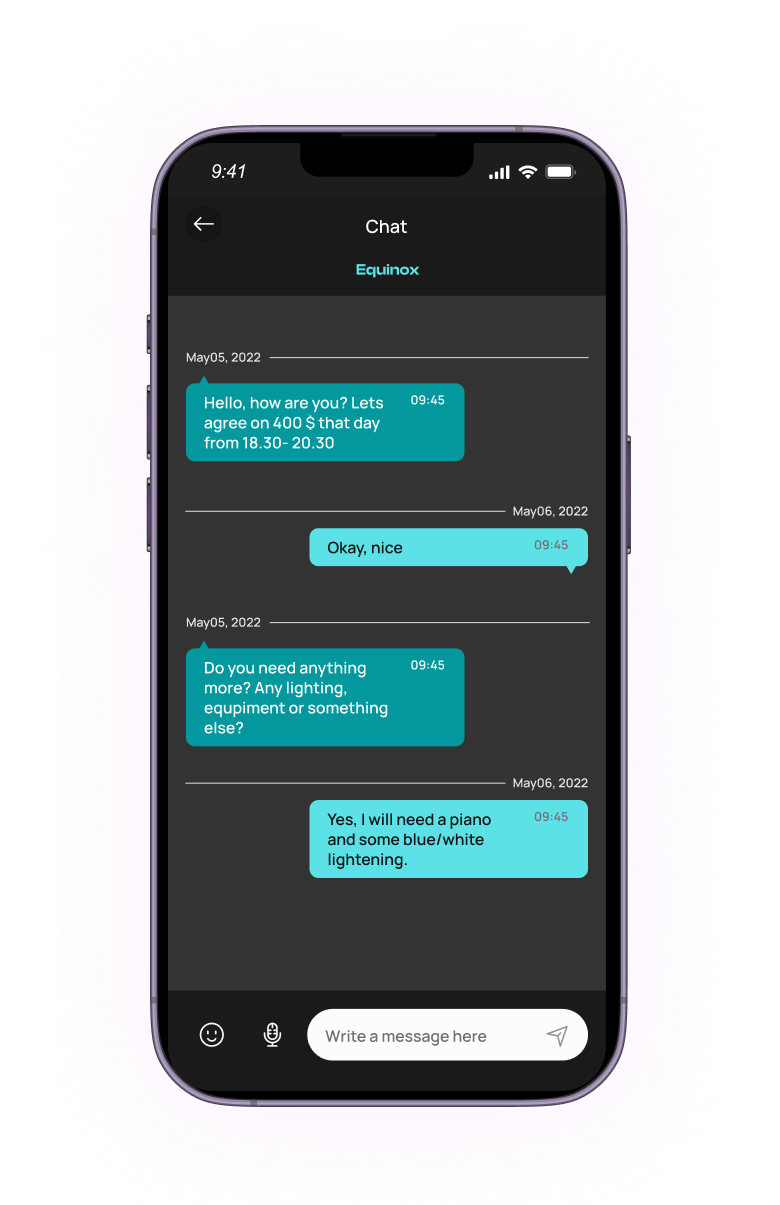 9:41
Chat
Equinox
May05, 2022
Hello, how are you? Lets 09:45
agree on 400 $ that day
from 18.30- 20.30
May06, 2022
Okay, nice 09:45
May05, 2022
Do you need anything 09:45
more? Any lighting,
equpiment or something
else?
May06, 2022
Yes, I will need a piano 09:45
and some blue/white
lightening.
Write a message here